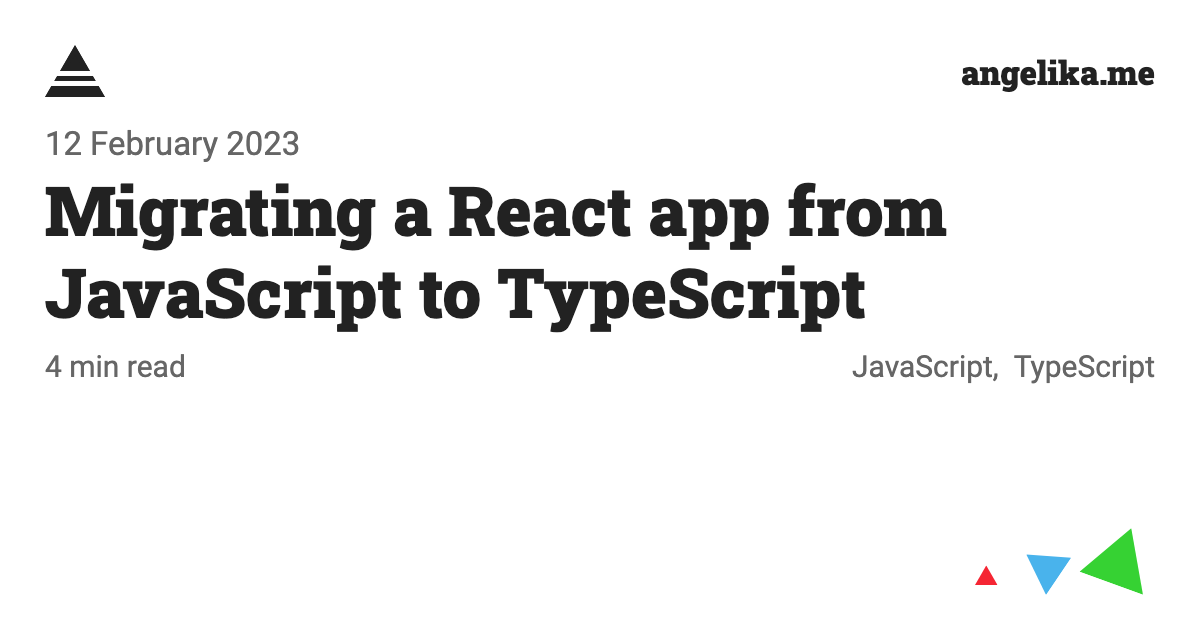 angelika.me
12 February 2023
Migrating a React app from
JavaScript to TypeScript
4 min read
JavaScript, TypeScript